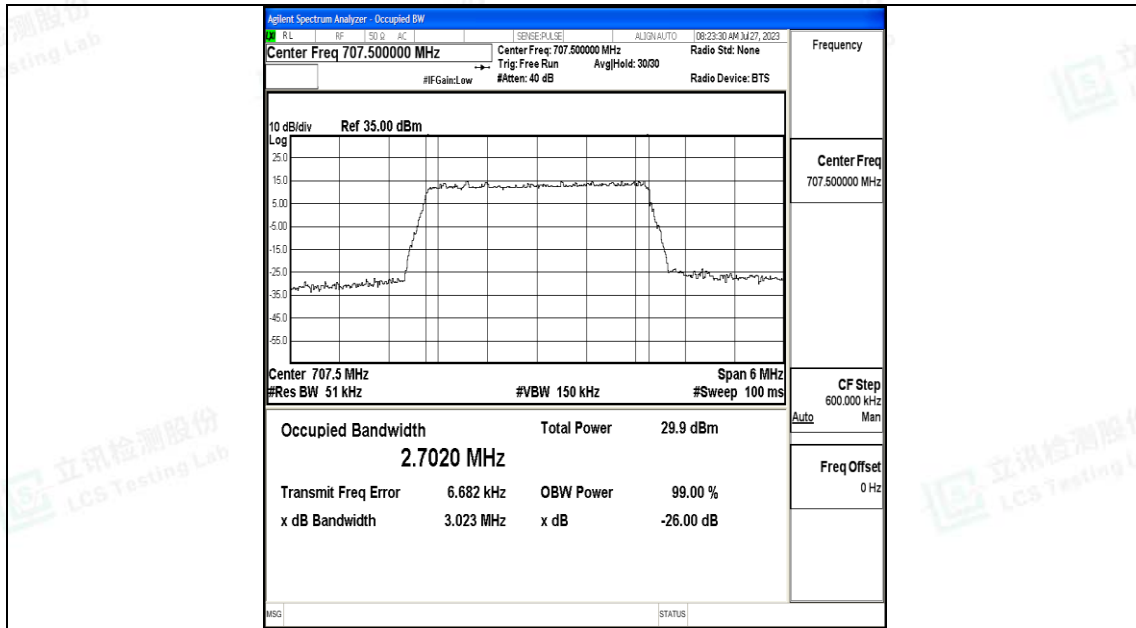 Agilent Spectrum Analyzer - Occupied BW
RL RF 50 Ω AC SENSE:PULSE ALIGN AUTO 08:23:30 AM Jul 27, 2023
Center Freq 707.500000 MHz
Center Freq: 707.500000 MHz
Radio Std: None
Trig: Free Run Avg|Hold: 30/30
#IFGain:Low #Atten: 40 dB Radio Device: BTS
Frequency
10 dB/div Ref 35.00 dBm
Log
25.0
15.0
5.00
-5.00
-15.0
-25.0
-35.0
-45.0
-55.0
Center 707.5 MHz Span 6 MHz
#Res BW 51 kHz #VBW 150 kHz #Sweep 100 ms
Center Freq
707.500000 MHz
CF Step
600.000 kHz
Auto Man
Freq Offset
0 Hz
Occupied Bandwidth Total Power 29.9 dBm
2.7020 MHz
Transmit Freq Error 6.682 kHz OBW Power 99.00 %
x dB Bandwidth 3.023 MHz x dB -26.00 dB
MSG STATUS
立讯检测股份
LCS Testing Lab